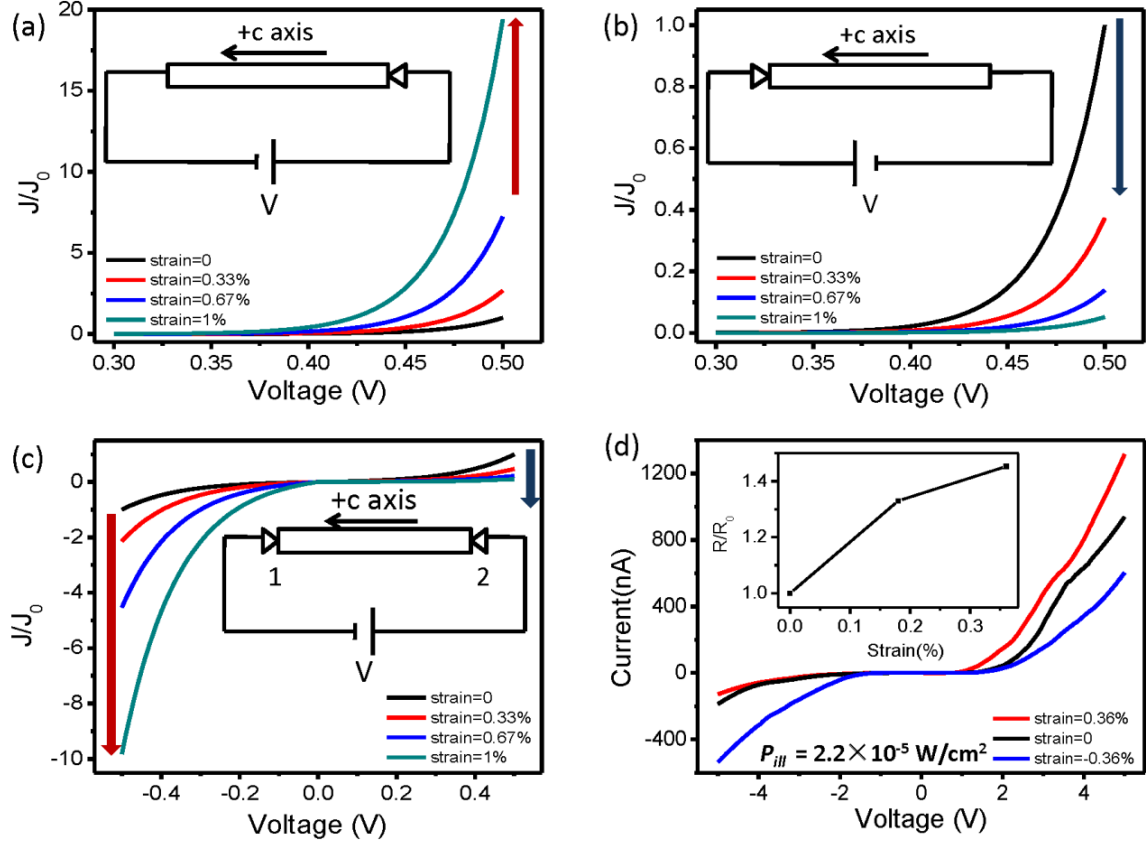 (a)
20
15
10
5
0
J/J0
+c axis
V
strain=0
strain=0.33%
strain=0.67%
strain=1%
0.30 0.35 0.40 0.45 0.50
Voltage (V)
(b)
1.0
0.8
0.6
0.4
0.2
0.0
J/J0
+c axis
V
strain=0
strain=0.33%
strain=0.67%
strain=1%
0.30 0.35 0.40 0.45 0.50
Voltage (V)
(c)
0
-2
-4
-6
-8
-10
J/J0
+c axis
1 2
V
strain=0
strain=0.33%
strain=0.67%
strain=1%
-0.4 -0.2 0.0 0.2 0.4
Voltage (V)
(d)
1200
800
400
0
-400
Current(nA)
1.4
1.2
1.0
R/R0
0.0 0.1 0.2 0.3
Strain(%)
strain=0.36%
strain=0
strain=-0.36%
Pill = 2.2×10-5 W/cm2
-4 -2 0 2 4
Voltage (V)